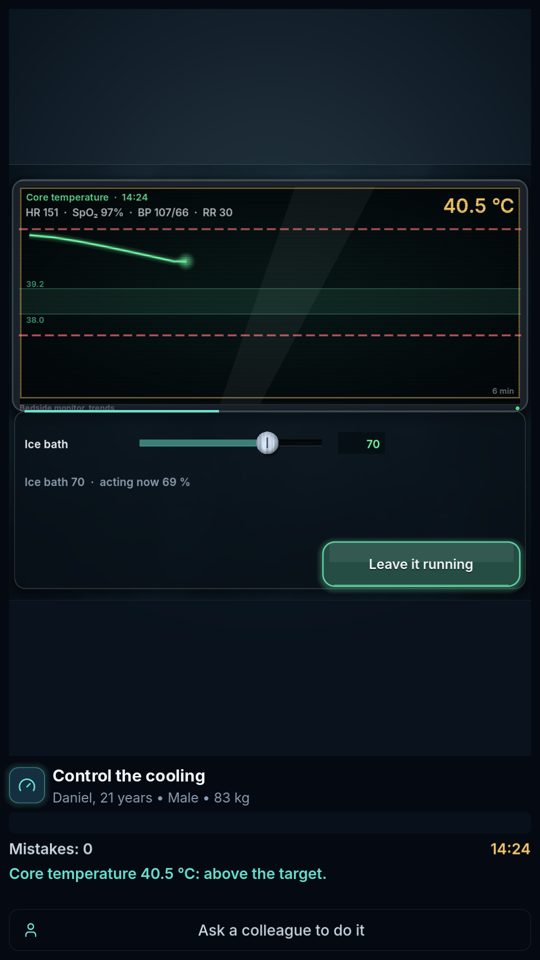 Core temperature · 14:24
40.5 °C
HR 151 · SpO₂ 97% · BP 107/66 · RR 30
39.2
38.0
6 min
Bedside monitor, trends
Ice bath
70
Ice bath 70 · acting now 69 %
Leave it running
Control the cooling
Daniel, 21 years • Male • 83 kg
Mistakes: 0
14:24
Core temperature 40.5 °C: above the target.
Ask a colleague to do it